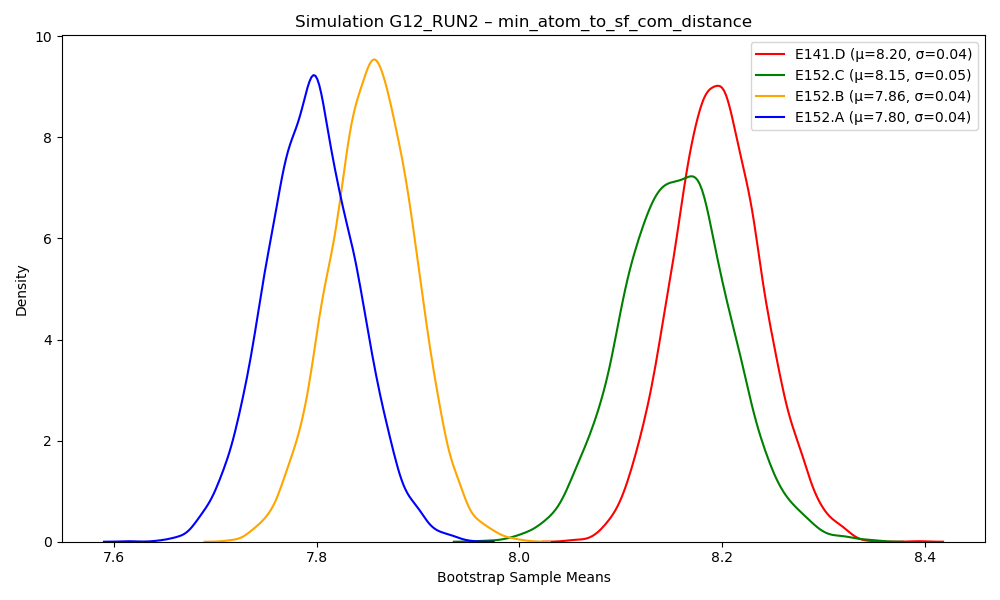 Simulation G12_RUN2 – min_atom_to_sf_com_distance
E141.D (μ=8.20, σ=0.04)
E152.C (μ=8.15, σ=0.05)
E152.B (μ=7.86, σ=0.04)
E152.A (μ=7.80, σ=0.04)
Density
10
8
6
4
2
0
7.6 7.8 8.0 8.2 8.4
Bootstrap Sample Means